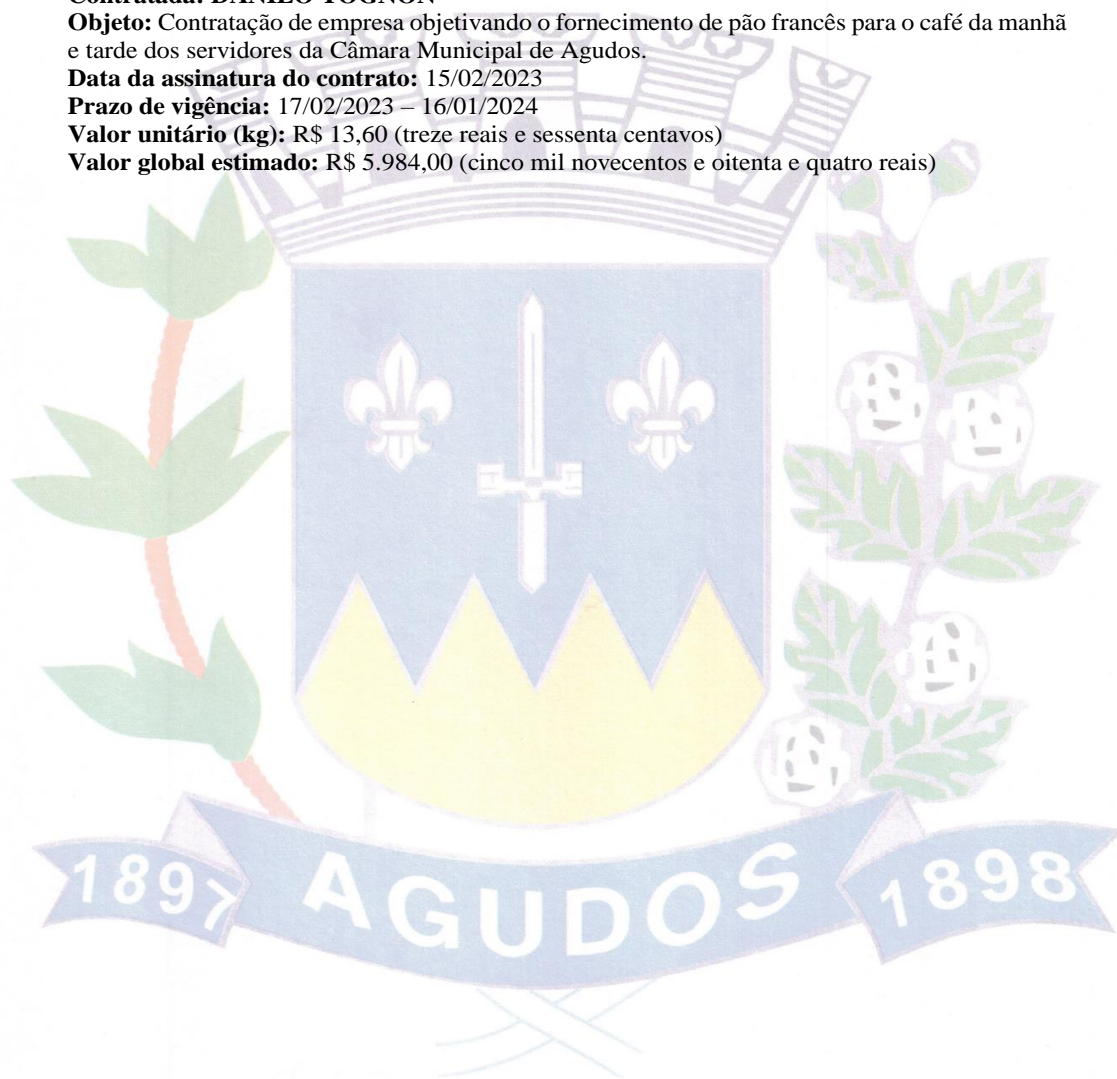 Contratada: DANILO TOGNON
Objeto: Contratação de empresa objetivando o fornecimento de pão francês para o café da manhã
e tarde dos servidores da Câmara Municipal de Agudos.
Data da assinatura do contrato: 15/02/2023
Prazo de vigência: 17/02/2023 – 16/01/2024
Valor unitário (kg): R$ 13,60 (treze reais e sessenta centavos)
Valor global estimado: R$ 5.984,00 (cinco mil novecentos e oitenta e quatro reais)
1897 AGUDOS 1898